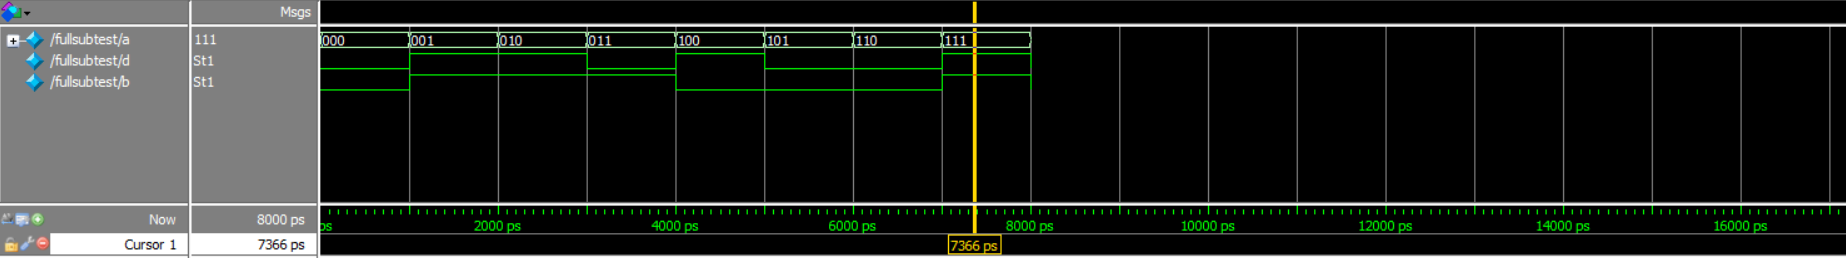 Msgs
/fullsubtest/a 111 000 001 010 011 100 101 110 111
/fullsubtest/d St1
/fullsubtest/b St1
Now 8000 ps ps 2000 ps 4000 ps 6000 ps 8000 ps 10000 ps 12000 ps 14000 ps 16000 ps
Cursor 1 7366 ps 7366 ps